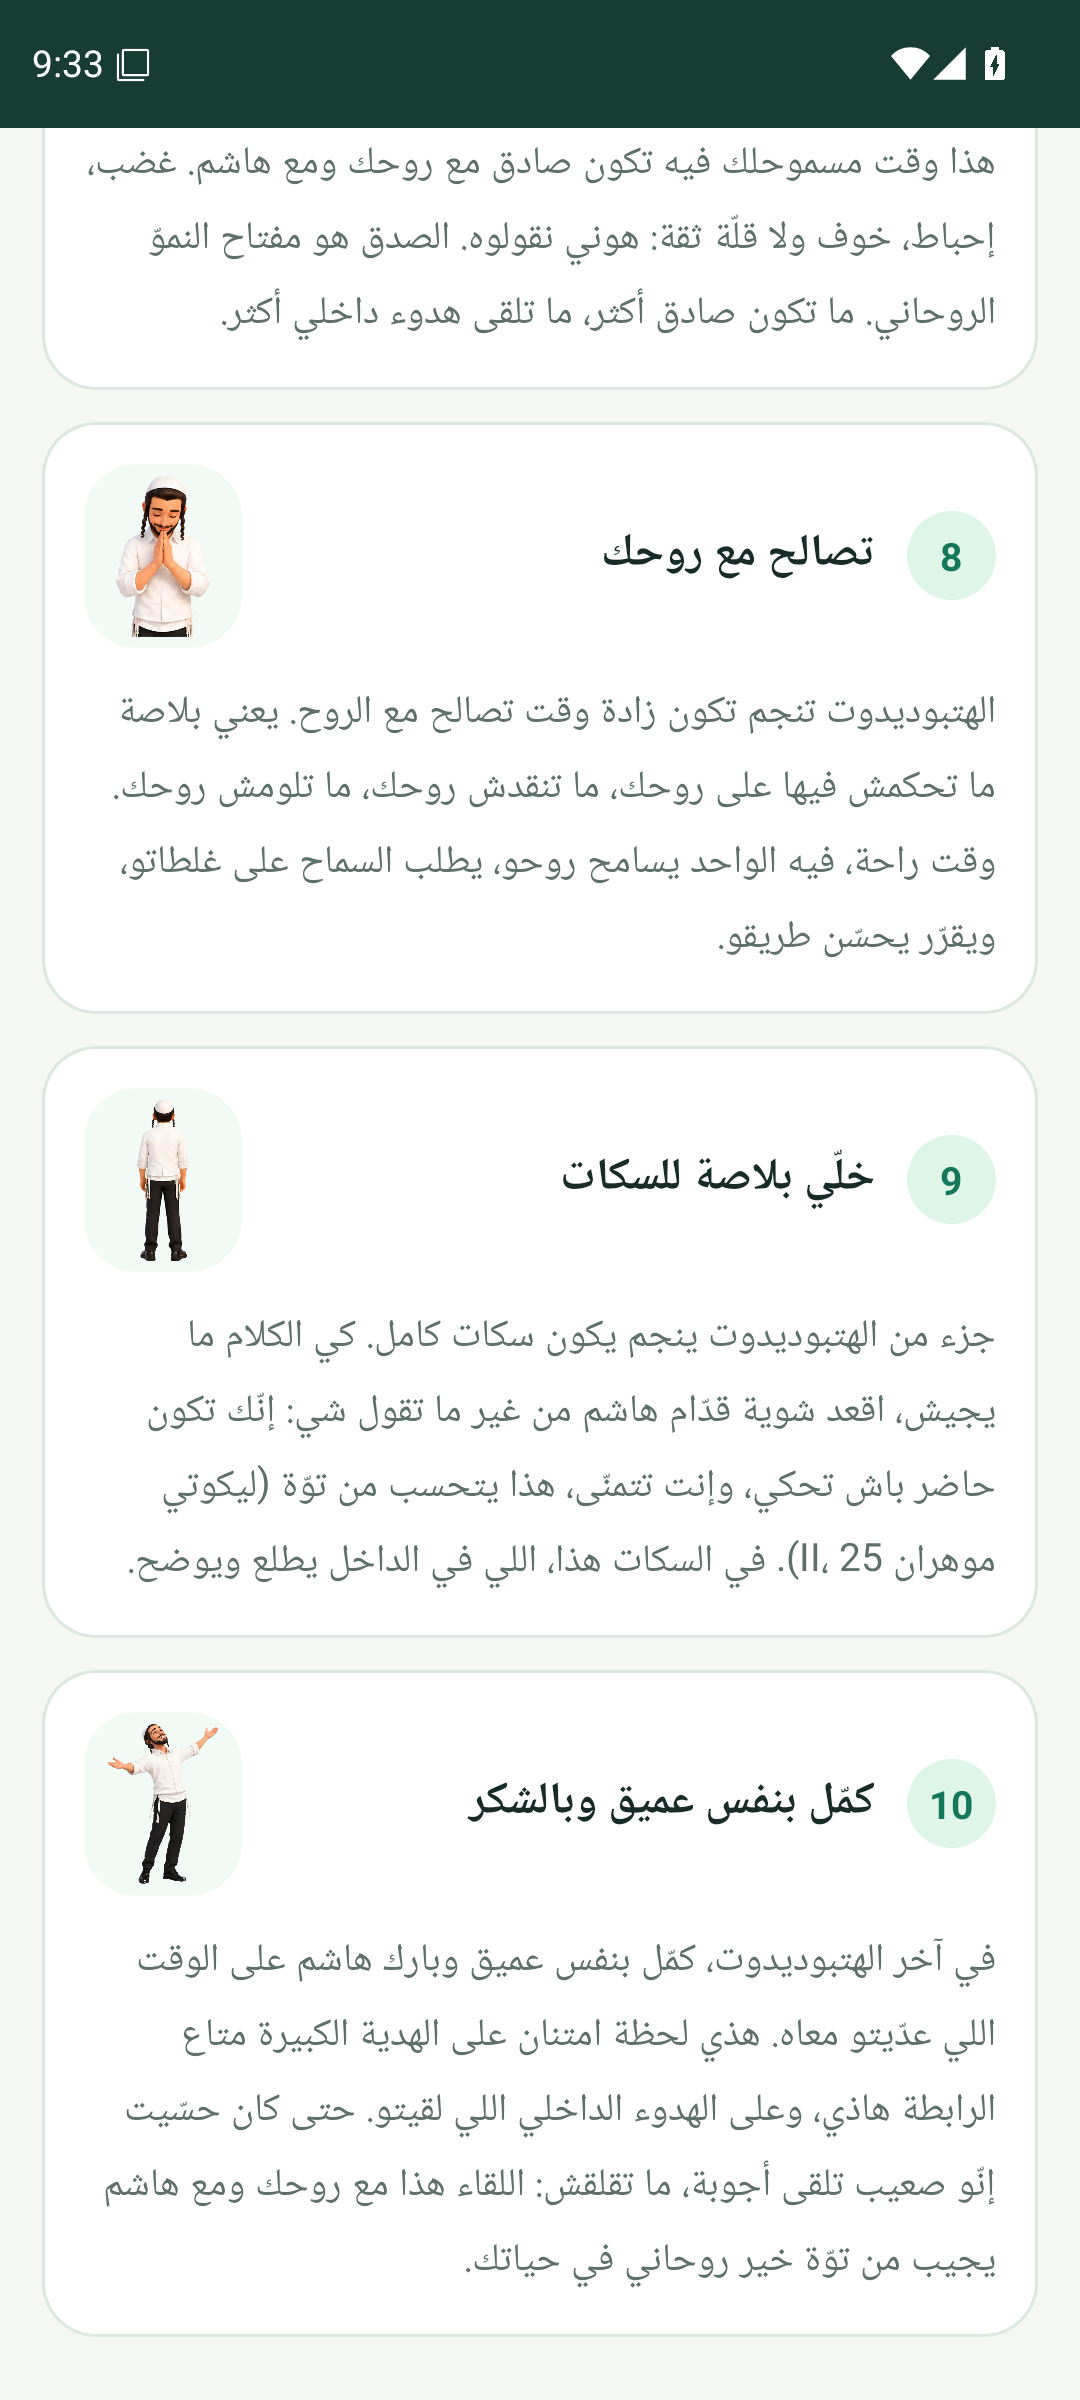 9:33
هذا وقت مسموحلك فيه تكون صادق مع روحك ومع هاشم. غضب،
إحباط، خوف ولا قلّة ثقة: هوني نقولوه. الصدق هو مفتاح النموّ
الروحاني. ما تكون صادق أكثر، ما تلقى هدوء داخلي أكثر.
8
تصالح مع روحك
الهتبوديدوت تنجم تكون زادة وقت تصالح مع الروح. يعني بلاصة
ما تحكمش فيها على روحك، ما تنقدش روحك، ما تلومش روحك.
وقت راحة، فيه الواحد يسامح روحو، يطلب السماح على غلطاتو،
ويقرّر يحسّن طريقو.
9
خلّي بلاصة للسكات
جزء من الهتبوديدوت ينجم يكون سكات كامل. كي الكلام ما
يجيش، اقعد شوية قدّام هاشم من غير ما تقول شي: إنّك تكون
حاضر باش تحكي، وإنت تتمنّى، هذا يتحسب من توّة (ليكوتي
موهران II، 25). في السكات هذا، اللي في الداخل يطلع ويوضح.
10
كمّل بنفس عميق وبالشكر
في آخر الهتبوديدوت، كمّل بنفس عميق وبارك هاشم على الوقت
اللي عدّيتو معاه. هذي لحظة امتنان على الهدية الكبيرة متاع
الرابطة هاذي، وعلى الهدوء الداخلي اللي لقيتو. حتى كان حسّيت
إنّو صعيب تلقى أجوبة، ما تقلقش: اللقاء هذا مع روحك ومع هاشم
يجيب من توّة خير روحاني في حياتك.